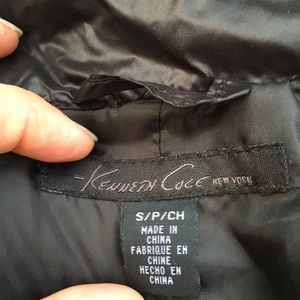 Kenneth Cole NEW YORK
S/P/CH
MADE IN
CHINA
FABRIQUE EN
CHINE
HECHO EN
CHINA